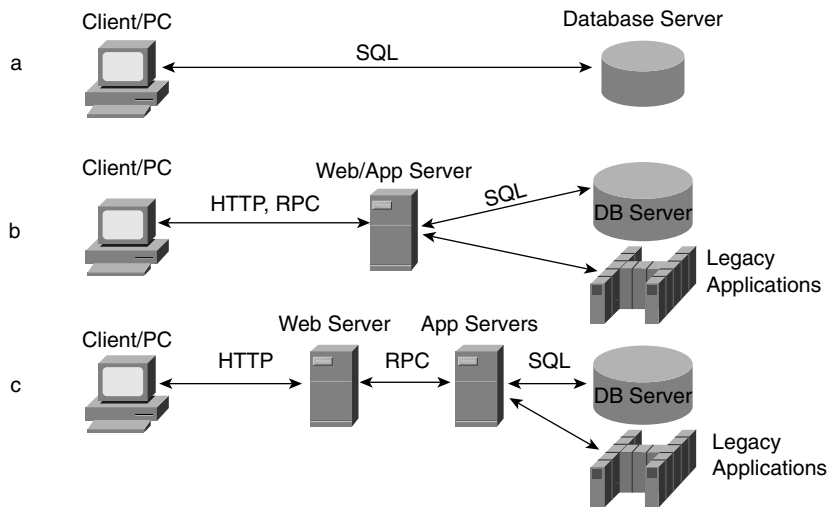 Client/PC
Database Server
a
SQL
Client/PC
Web/App Server
b
HTTP, RPC
SQL
DB Server
Legacy
Applications
Client/PC
Web Server
App Servers
c
HTTP
RPC
SQL
DB Server
Legacy
Applications